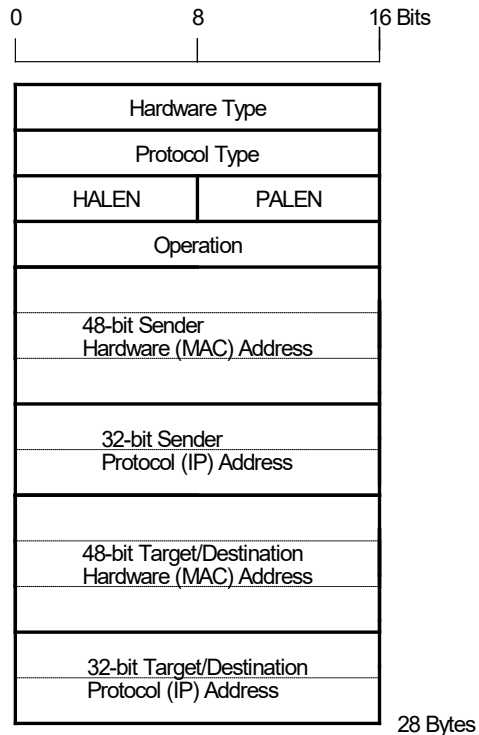 0 8 16 Bits
Hardware Type
Protocol Type
HALEN PALEN
Operation
48-bit Sender
Hardware (MAC) Address
32-bit Sender
Protocol (IP) Address
48-bit Target/Destination
Hardware (MAC) Address
32-bit Target/Destination
Protocol (IP) Address
28 Bytes